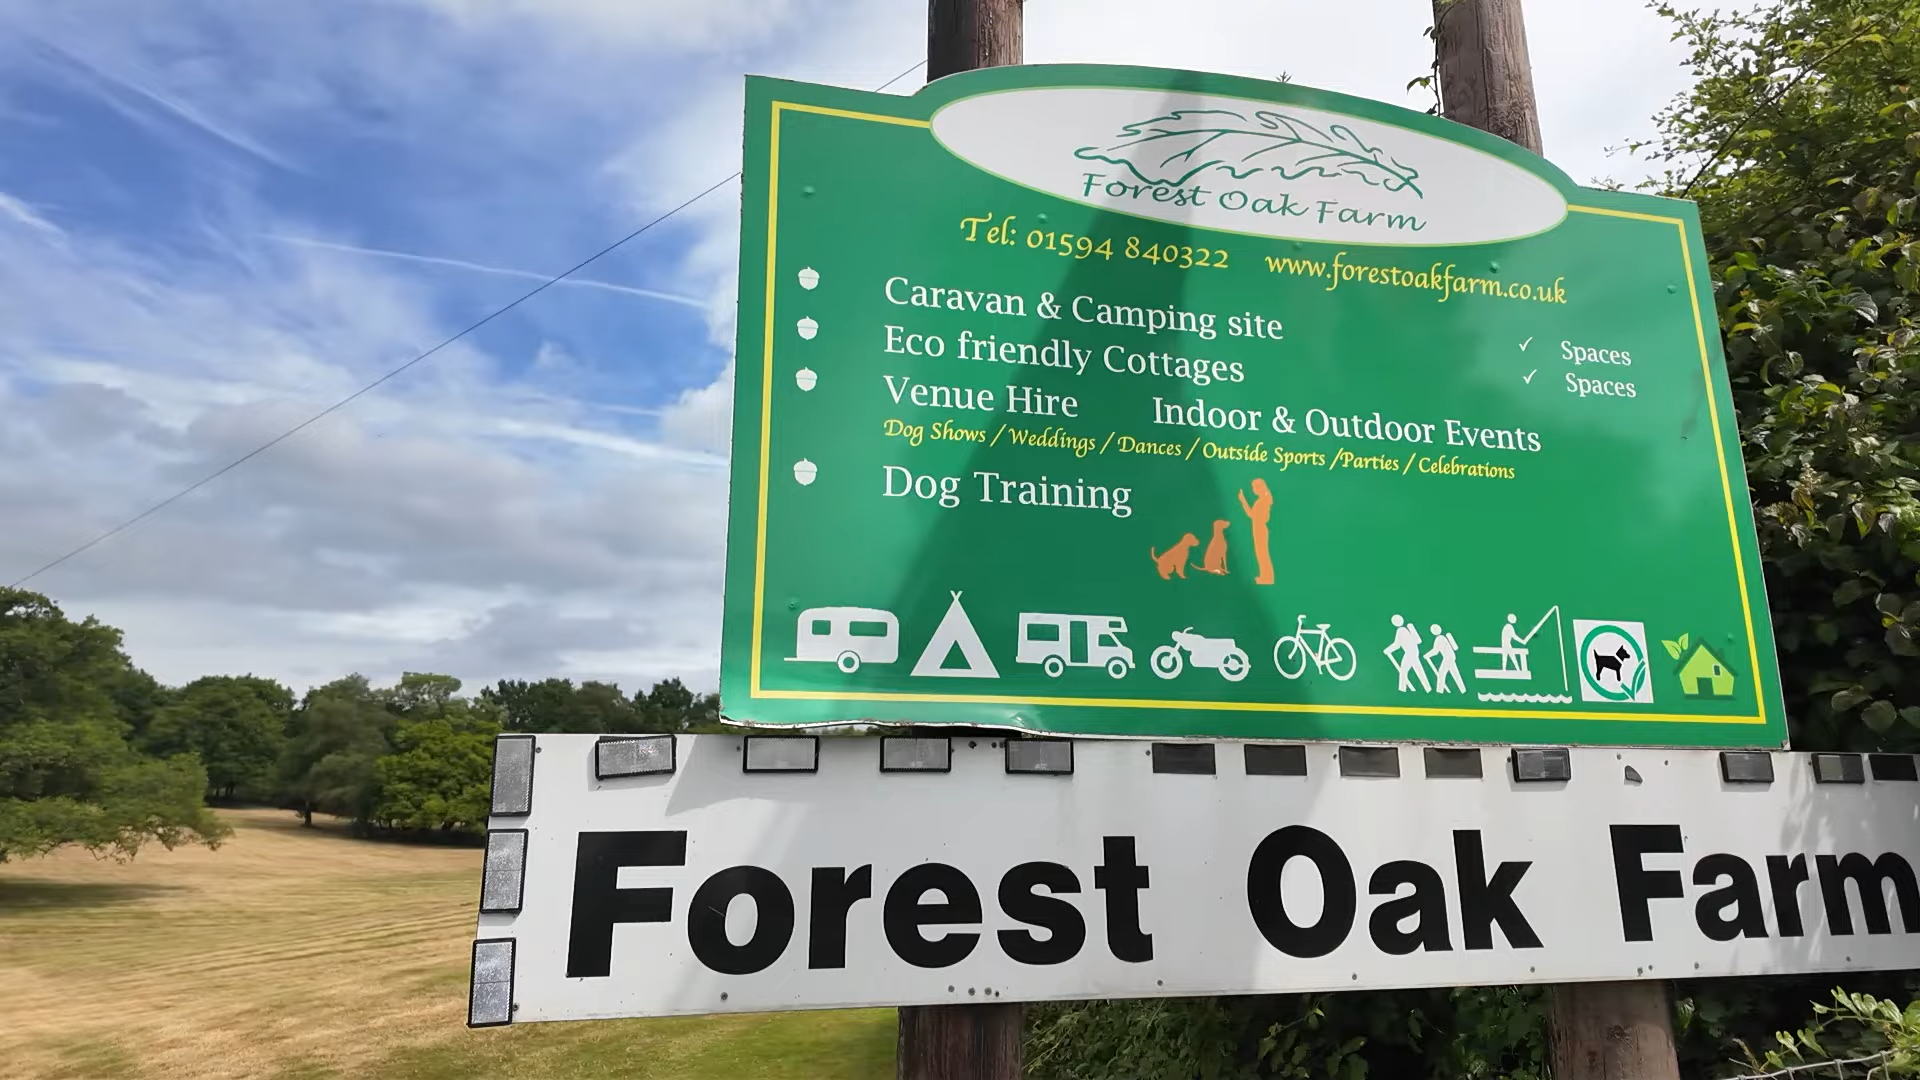 Forest Oak Farm
Tel: 01594 840322 www.forestoakfarm.co.uk
Caravan & Camping site ✓ Spaces
Eco friendly Cottages ✓ Spaces
Venue Hire Indoor & Outdoor Events
Dog Shows / Weddings / Dances / Outside Sports /Parties / Celebrations
Dog Training
Forest Oak Farm